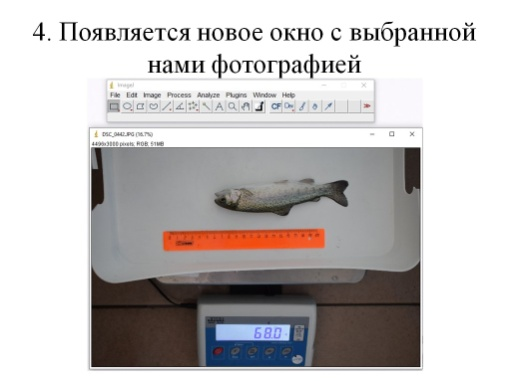 4. Появляется новое окно с выбранной
нами фотографией
ImageJ
File Edit Image Process Analyze Plugins Window Help
DSC_0442.JPG (16.7%)
4496x3000 pixels; RGB; 51MB
68.0